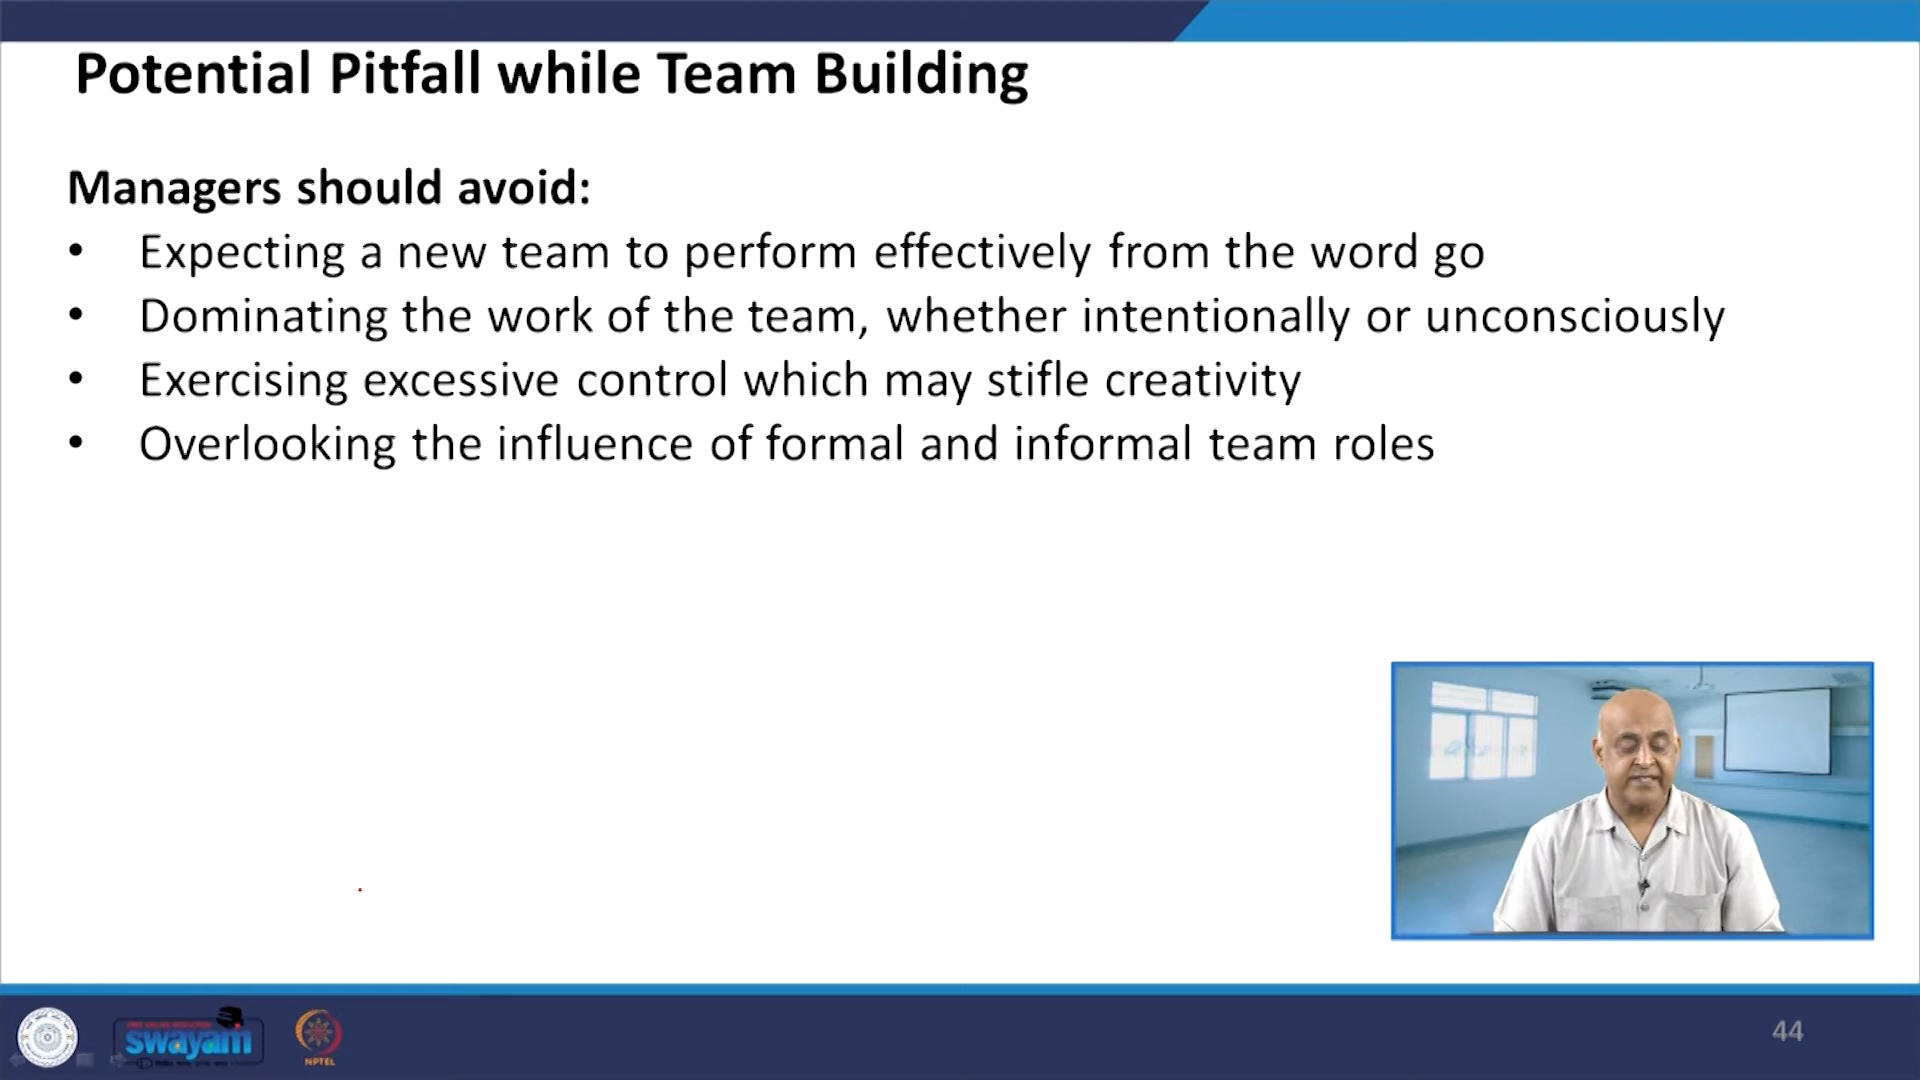 Potential Pitfall while Team Building
Managers should avoid:
• Expecting a new team to perform effectively from the word go
• Dominating the work of the team, whether intentionally or unconsciously
• Exercising excessive control which may stifle creativity
• Overlooking the influence of formal and informal team roles
swayam
NPTEL
44